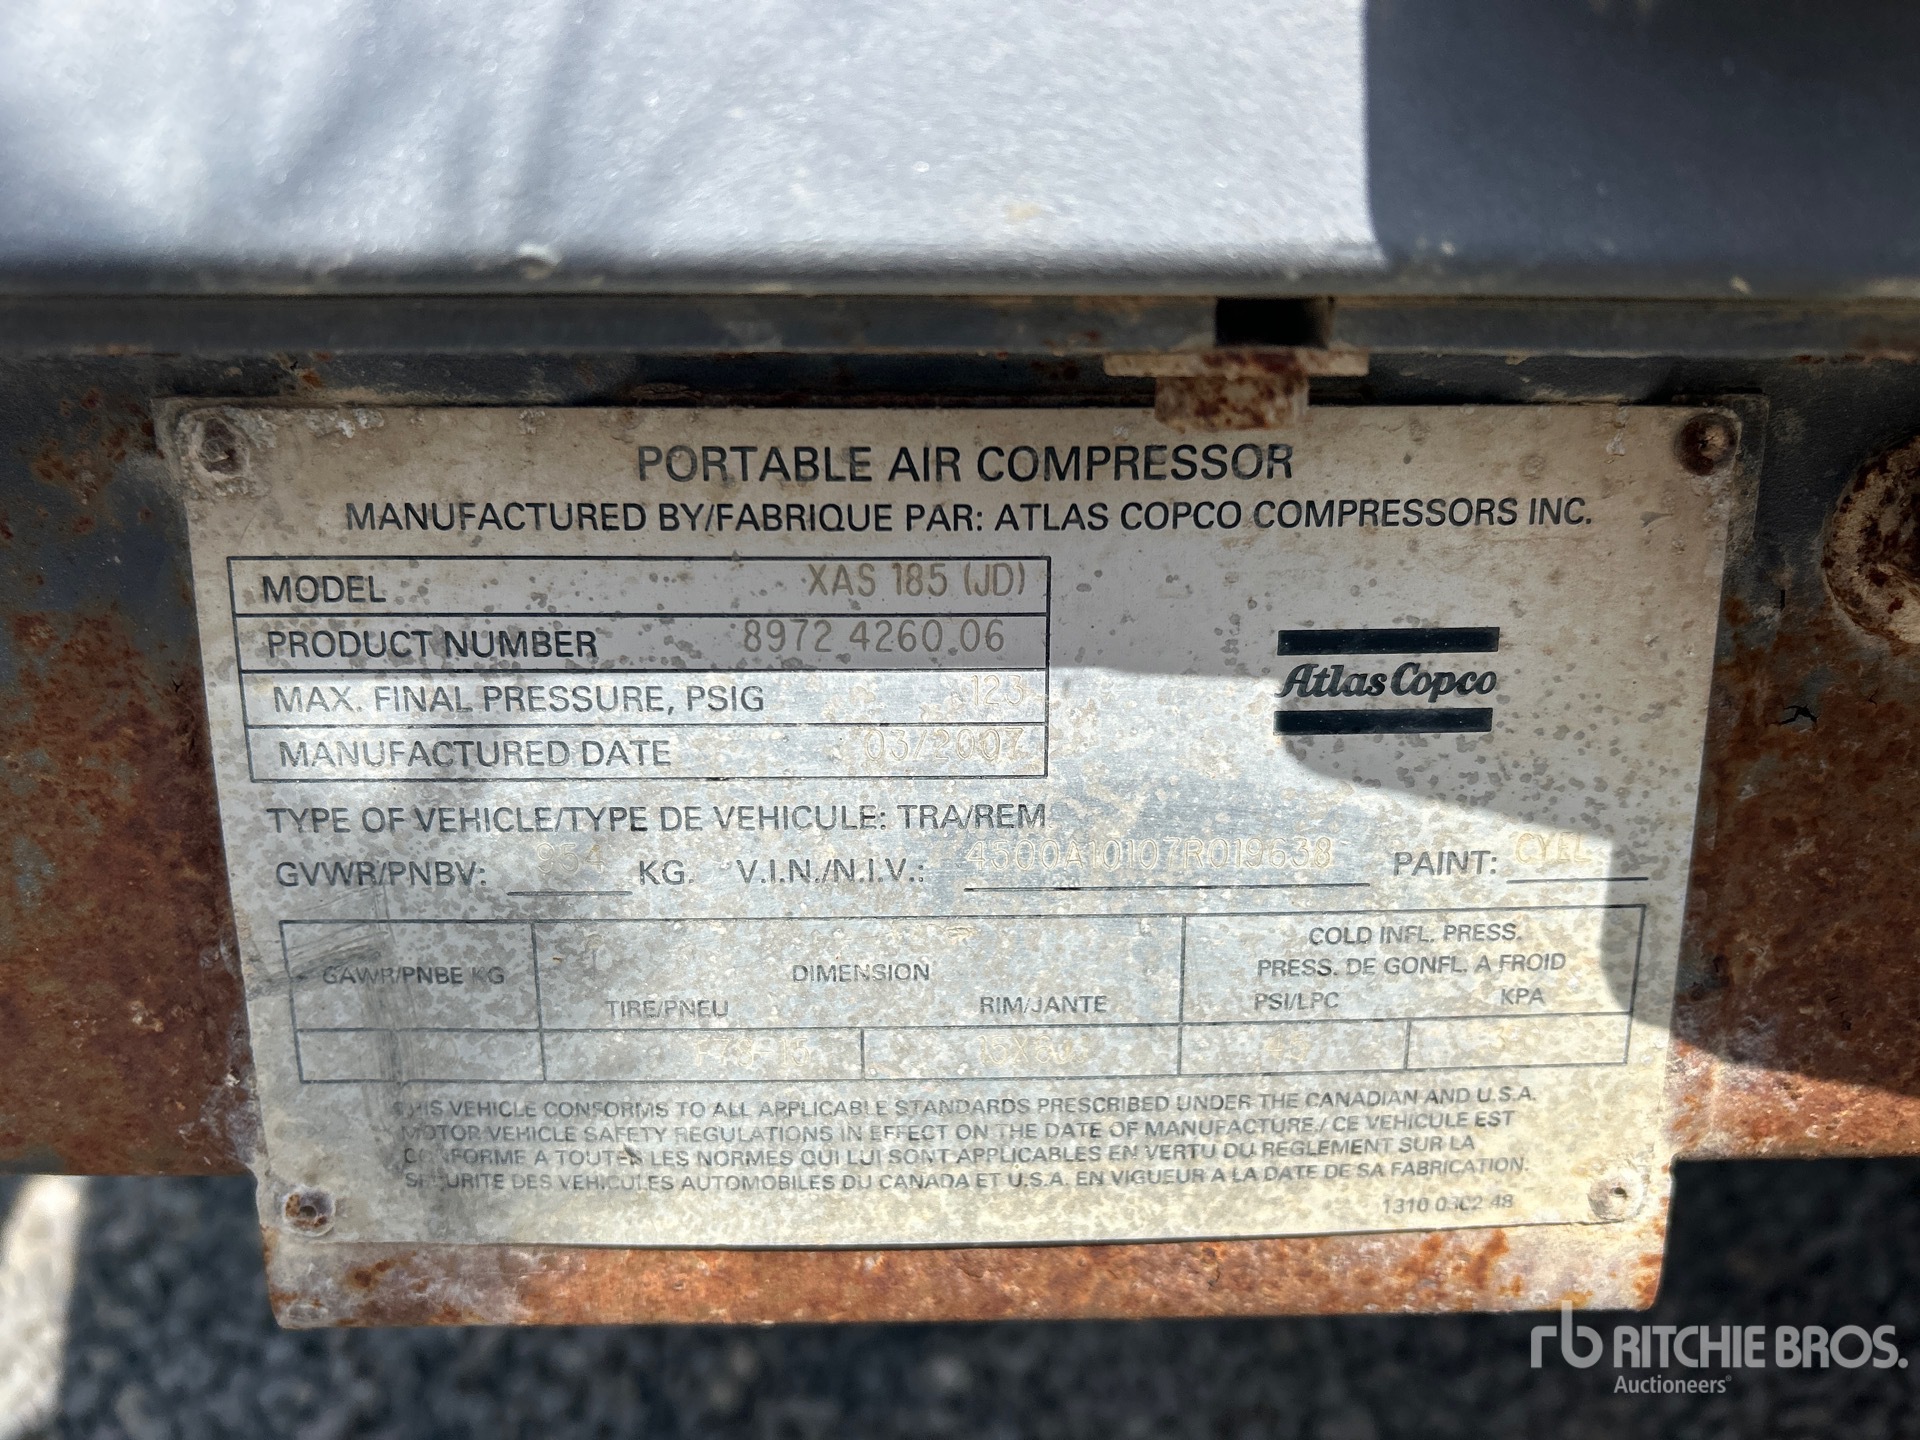 PORTABLE AIR COMPRESSOR
MANUFACTURED BY/FABRIQUE PAR: ATLAS COPCO COMPRESSORS INC.
MODEL XAS 185 (JD)
PRODUCT NUMBER 8972 4260 06
MAX. FINAL PRESSURE, PSIG 123
MANUFACTURED DATE 03/2007
Atlas Copco
TYPE OF VEHICLE/TYPE DE VEHICULE: TRA/REM
GVWR/PNBV: 954 KG. V.I.N./N.I.V.: 4500A10107R019638 PAINT: CYEL
GAWR/PNBE KG DIMENSION COLD INFL. PRESS.
PRESS. DE GONFL. A FROID
TIRE/PNEU RIM/JANTE PSI/LPC KPA
THIS VEHICLE CONFORMS TO ALL APPLICABLE STANDARDS PRESCRIBED UNDER THE CANADIAN AND U.S.A.
MOTOR VEHICLE SAFETY REGULATIONS IN EFFECT ON THE DATE OF MANUFACTURE./ CE VEHICULE EST
CONFORME A TOUTES LES NORMES QUI LUI SONT APPLICABLES EN VERTU DU REGLEMENT SUR LA
SECURITE DES VEHICULES AUTOMOBILES DU CANADA ET U.S.A. EN VIGUEUR A LA DATE DE SA FABRICATION.
1310 0302 48
rb RITCHIE BROS.
Auctioneers